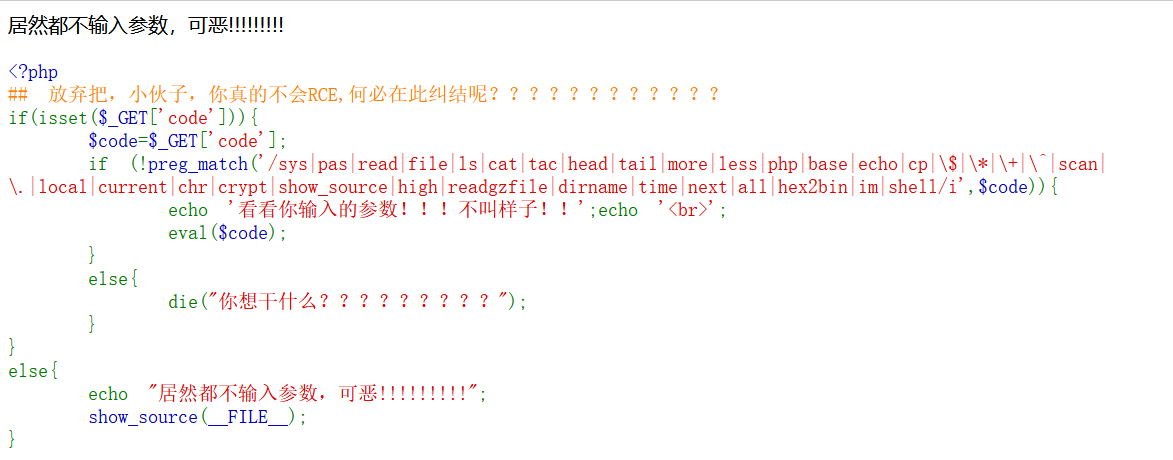 居然都不输入参数，可恶!!!!!!!!!
<?php
##  放弃把，小伙子，你真的不会RCE,何必在此纠结呢？？？？？？？？？？？？
if(isset($_GET['code'])){
        $code=$_GET['code'];
        if  (!preg_match('/sys|pas|read|file|ls|cat|tac|head|tail|more|less|php|base|echo|cp|\$|\*|\+|\^|scan|
\.|local|current|chr|crypt|show_source|high|readgzfile|dirname|time|next|all|hex2bin|im|shell/i',$code)){
                echo  '看看你输入的参数！！！不叫样子！！';echo  '<br>';
                eval($code);
        }
        else{
                die("你想干什么？？？？？？？？？");
        }
}
else{
        echo  "居然都不输入参数，可恶!!!!!!!!!";
        show_source(__FILE__);
}